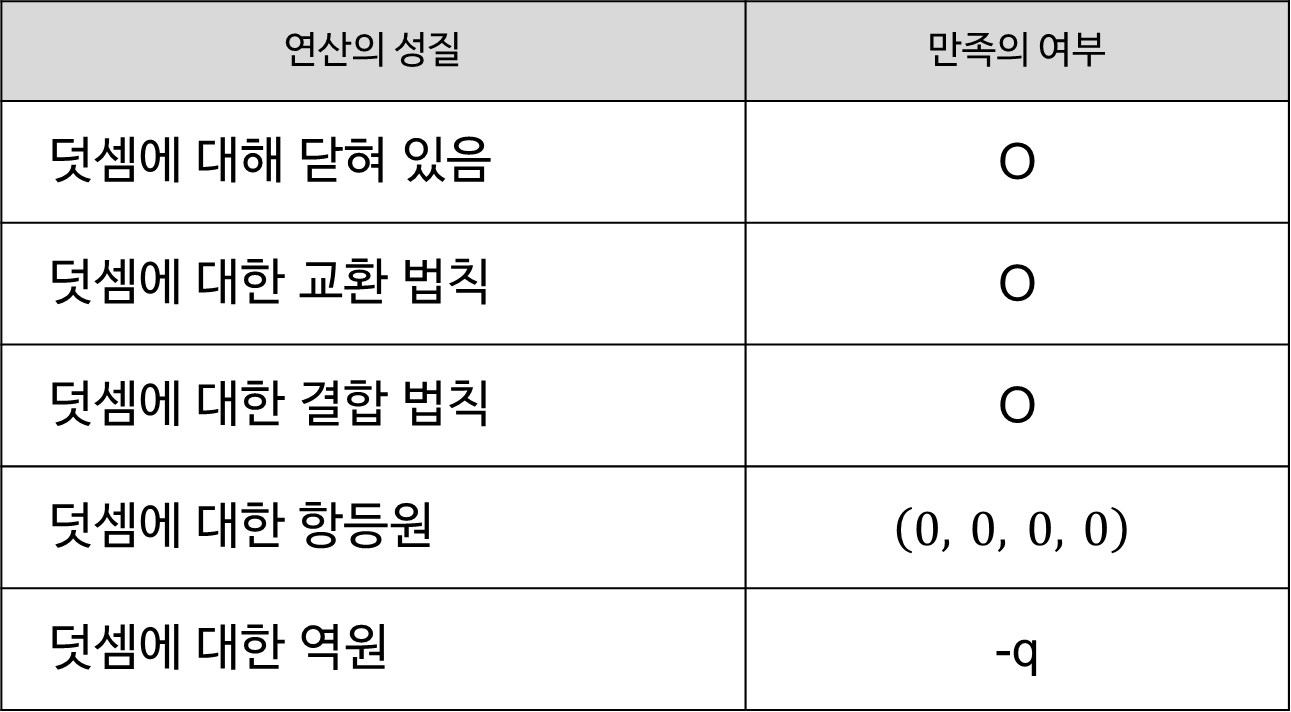 연산의 성질 만족의 여부
덧셈에 대해 닫혀 있음 O
덧셈에 대한 교환 법칙 O
덧셈에 대한 결합 법칙 O
덧셈에 대한 항등원 (0, 0, 0, 0)
덧셈에 대한 역원 -q